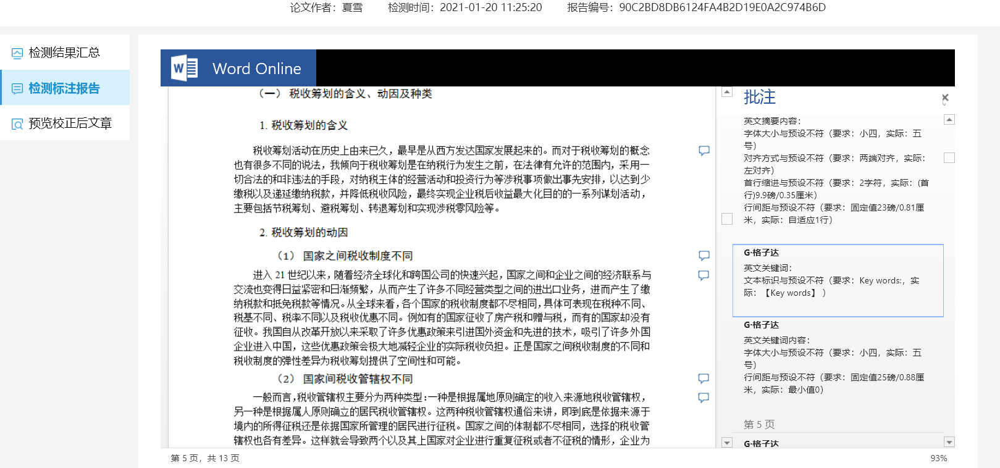 论文作者：夏雪 检测时间：2021-01-20 11:25:20 报告编号：90C2BD8DB6124FA4B2D19E0A2C974B6D
检测结果汇总
检测标注报告
预览校正后文章
Word Online
（一） 税收筹划的含义、动因及种类
1. 税收筹划的含义
税收筹划活动在历史上由来已久，最早是从西方发达国家发展起来的。而对于税收筹划的概念
也有很多不同的说法，我倾向于税收筹划是在纳税行为发生之前，在法律有允许的范围内，采用一
切合法的和非违法的手段，对纳税主体的经营活动和投资行为等涉税事项做出事先安排，以达到少
缴税以及递延缴纳税款，并降低税收风险，最终实现企业税后收益最大化目的的一系列谋划活动，
主要包括节税筹划、避税筹划、转退筹划和实现涉税零风险等。
2. 税收筹划的动因
（1） 国家之间税收制度不同
进入 21 世纪以来，随着经济全球化和跨国公司的快速兴起，国家之间和企业之间的经济联系与
交流也变得日益紧密和日渐频繁，从而产生了许多不同经营类型之间的进出口业务，进而产生了缴
纳税款和抵免税款等情况。从全球来看，各个国家的税收制度都不尽相同，具体可表现在税种不同、
税基不同、税率不同以及税收优惠不同。例如有的国家征收了房产税和赠与税，而有的国家却没有
征收。我国自从改革开放以来采取了许多优惠政策来引进国外资金和先进的技术，吸引了许多外国
企业进入中国，这些优惠政策会极大地减轻企业的实际税收负担。正是国家之间税收制度的不同和
税收制度的弹性差异为税收筹划提供了空间性和可能。
（2） 国家间税收管辖权不同
一般而言，税收管辖权主要分为两种类型：一种是根据属地原则确定的收入来源地税收管辖权，
另一种是根据属人原则确立的居民税收管辖权。这两种税收管辖权通俗来讲，即到底是依据来源于
境内的所得征税还是依据国家所管理的居民进行征税。国家之间的体制都不尽相同，选择的税收管
辖权也各有差异。这样就会导致两个以及其上国家对企业进行重复征税或者不征税的情形，企业为
批注
英文摘要内容：
字体大小与预设不符（要求：小四，实际：五
号）
对齐方式与预设不符（要求：两端对齐，实际：
左对齐）
首行缩进与预设不符（要求：2字符，实际：(首
行)9.9磅/0.35厘米）
行间距与预设不符（要求：固定值23磅/0.81厘
米，实际：自适应1行）
G·格子达
英文关键词：
文本标识与预设不符（要求：Key words:，实
际：【Key words】 ）
G·格子达
英文关键词内容：
字体大小与预设不符（要求：小四，实际：五
号）
行间距与预设不符（要求：固定值25磅/0.88厘
米，实际：最小值0）
第 5 页
G·格子达
第 5 页，共 13 页
93%